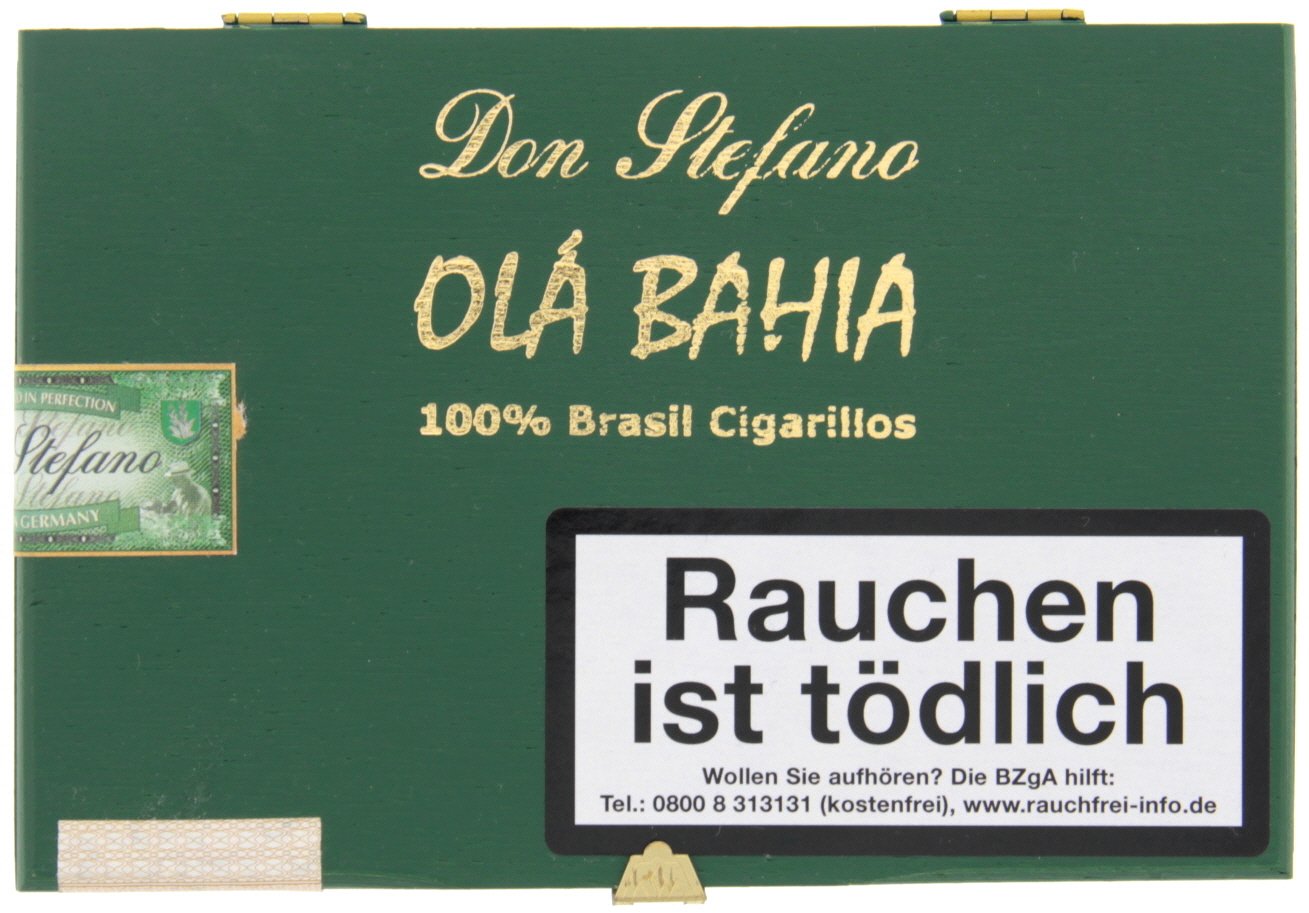 Don Stefano
OLÁ BAHIA
100% Brasil Cigarillos
IN PERFECTION
Stefano
GERMANY
Rauchen
ist tödlich
Wollen Sie aufhören? Die BZgA hilft:
Tel.: 0800 8 313131 (kostenfrei), www.rauchfrei-info.de